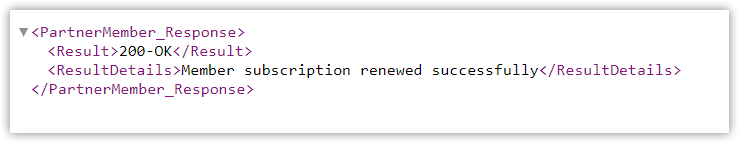 <PartnerMember_Response>
<Result>200-OK</Result>
<ResultDetails>Member subscription renewed successfully</ResultDetails>
</PartnerMember_Response>